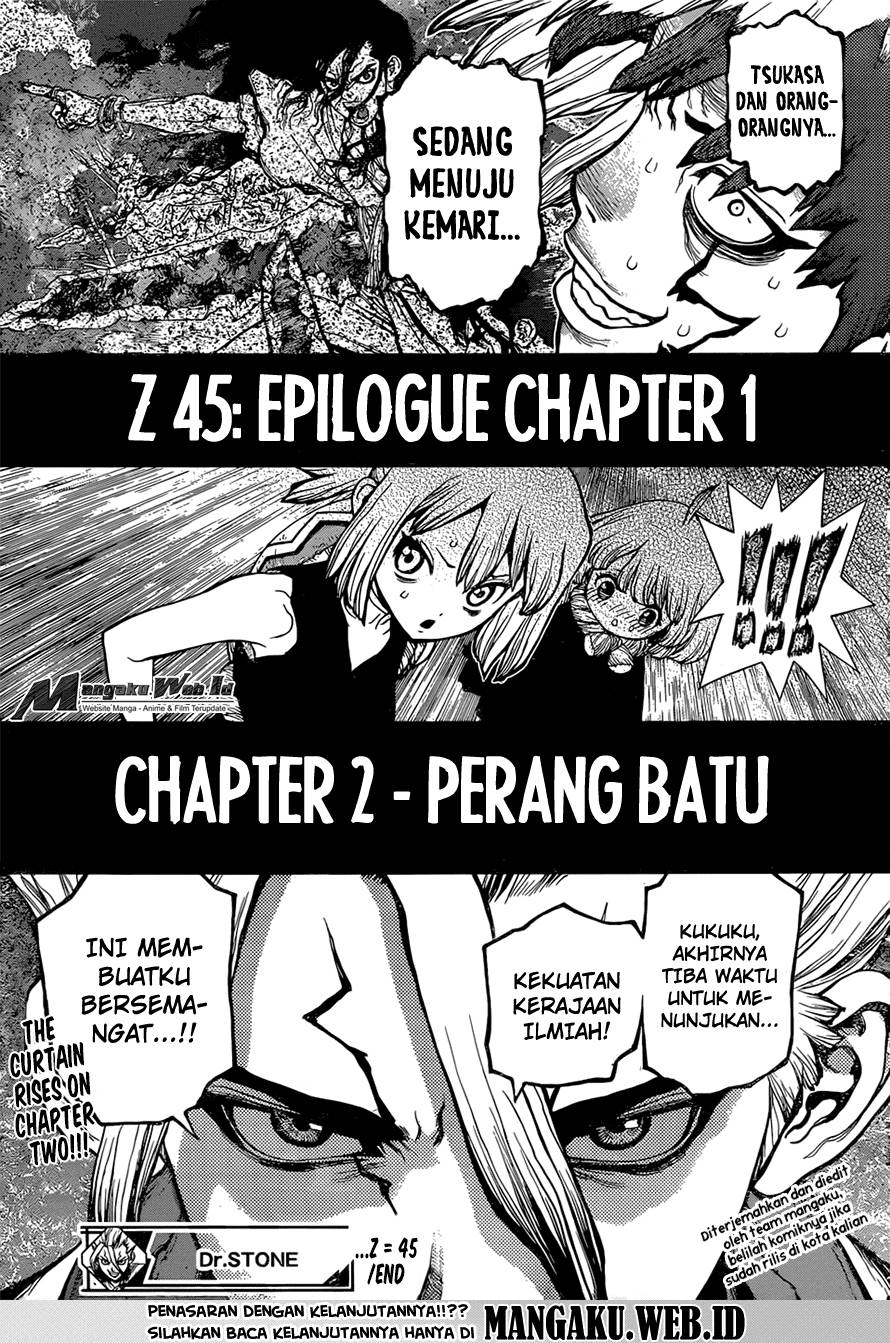 TSUKASA
DAN ORANG-
ORANGNYA...
SEDANG
MENUJU
KEMARI...
Z 45: EPILOGUE CHAPTER 1
!!!
Mangaku.Web.Id
Website Manga - Anime & Film Terupdate
CHAPTER 2 - PERANG BATU
KUKUKU,
AKHIRNYA
TIBA WAKTU
UNTUK ME-
NUNJUKAN...
KEKUATAN
KERAJAAN
ILMIAH!
INI MEM-
BUATKU
BERSEMA-
NGAT...!!
THE
CURTAIN
RISES ON
CHAPTER
TWO!!!
Diterjemahkan dan diedit
oleh team mangaku,
belilah komiknya jika
sudah rilis di kota kalian
Dr.STONE
...Z = 45
/END
PENASARAN DENGAN KELANJUTANNYA!!??
SILAHKAN BACA KELANJUTANNYA HANYA DI MANGAKU.WEB.ID